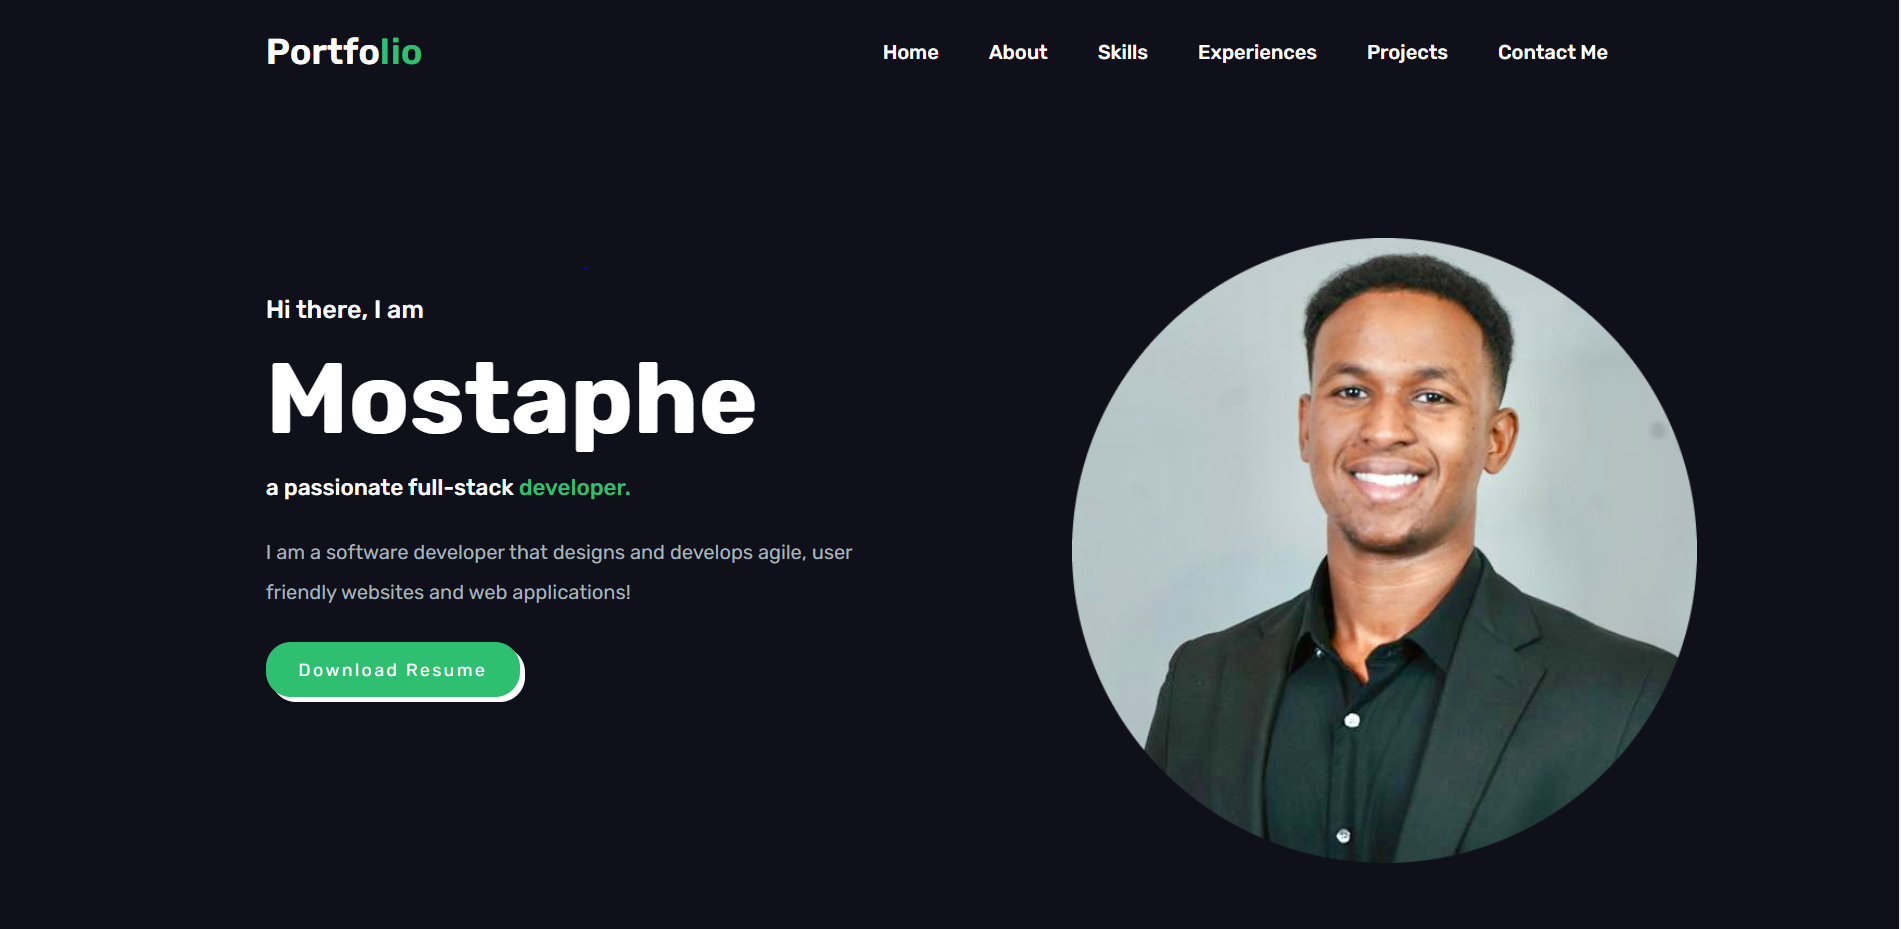 Portfolio
Home About Skills Experiences Projects Contact Me
Hi there, I am
Mostaphe
a passionate full-stack developer.
I am a software developer that designs and develops agile, user
friendly websites and web applications!
Download Resume